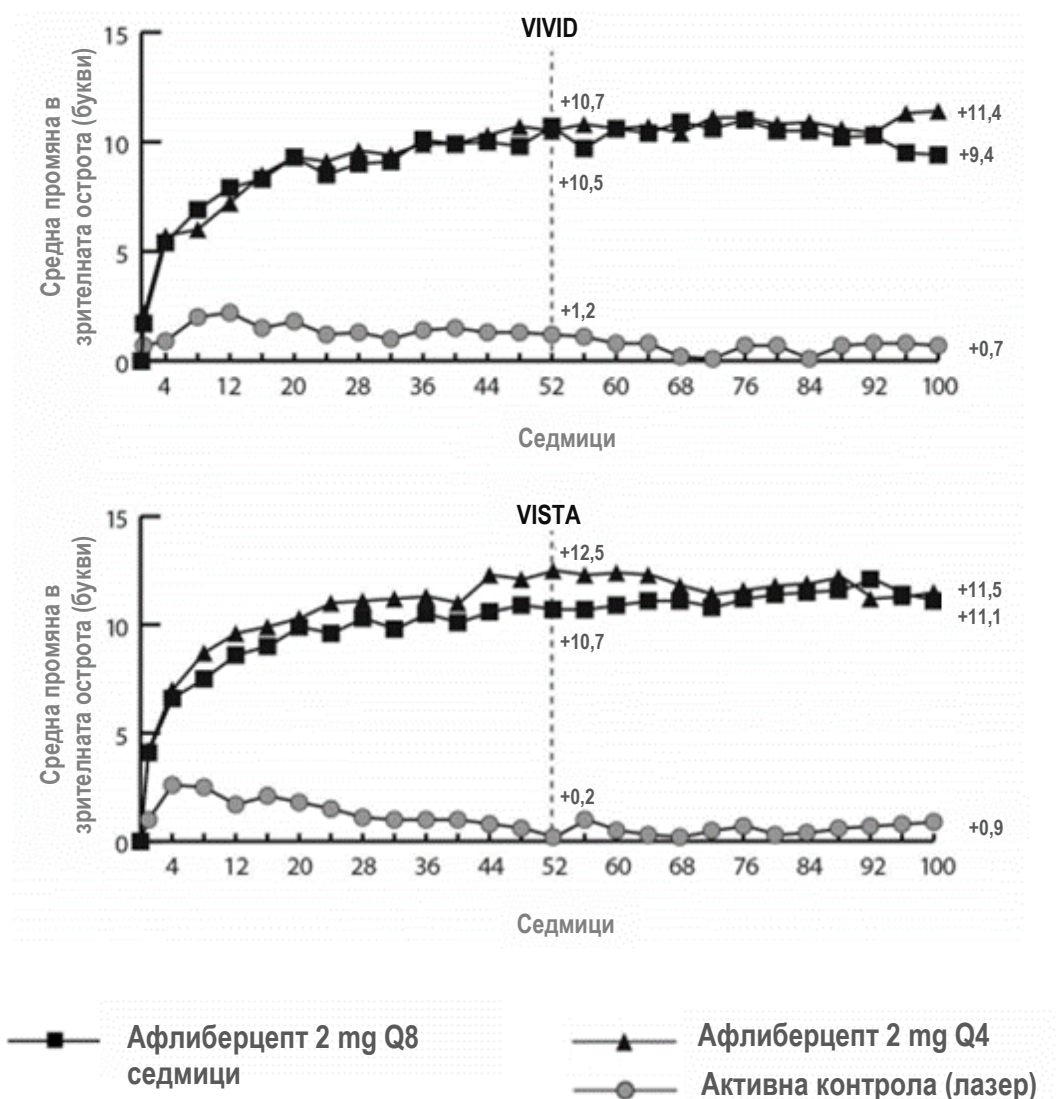 VIVID
Средна промяна в
зрителната острота (букви)
15
10
5
0
+10,7
+10,5
+1,2
+11,4
+9,4
+0,7
4 12 20 28 36 44 52 60 68 76 84 92 100
Седмици
VISTA
Средна промяна в
зрителната острота (букви)
15
10
5
0
+12,5
+10,7
+0,2
+11,5
+11,1
+0,9
4 12 20 28 36 44 52 60 68 76 84 92 100
Седмици
Афлиберцепт 2 mg Q8
седмици
Афлиберцепт 2 mg Q4
Активна контрола (лазер)